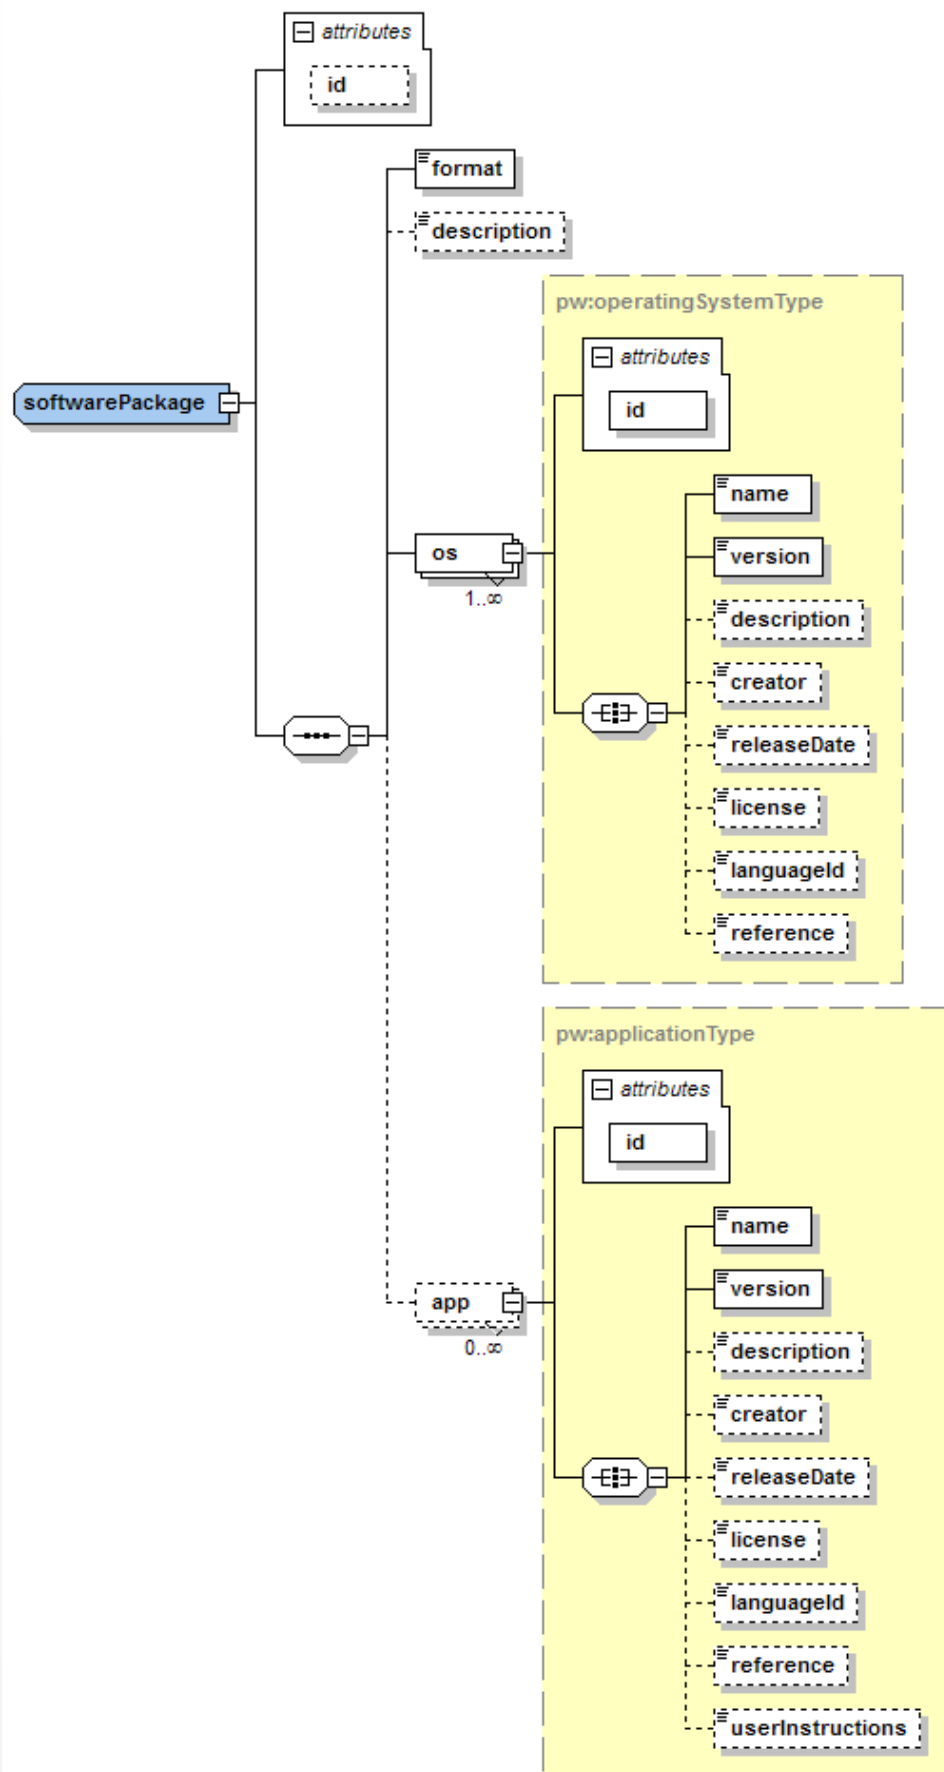 attributes
id
format
description
pw:operatingSystemType
attributes
id
softwarePackage
name
os
version
1..∞
description
creator
releaseDate
license
languageId
reference
pw:applicationType
attributes
id
name
version
app
0..∞
description
creator
releaseDate
license
languageId
reference
userInstructions